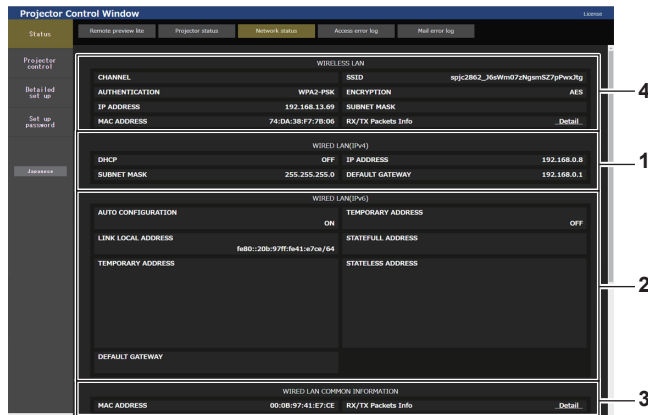 Projector Control Window
License
Status
Remote preview lite Projector status Network status Access error log Mail error log
Projector control
Detailed set up
Set up password
Japanese
WIRELESS LAN
CHANNEL SSID spjc2862_J6sWm07zNgsmSZ7pPwxJtg
AUTHENTICATION WPA2-PSK ENCRYPTION AES
IP ADDRESS 192.168.13.69 SUBNET MASK
MAC ADDRESS 74:DA:38:F7:7B:06 RX/TX Packets Info Detail
4
WIRED LAN(IPv4)
DHCP OFF IP ADDRESS 192.168.0.8
SUBNET MASK 255.255.255.0 DEFAULT GATEWAY 192.168.0.1
1
WIRED LAN(IPv6)
AUTO CONFIGURATION TEMPORARY ADDRESS
ON OFF
LINK LOCAL ADDRESS STATEFULL ADDRESS
fe80::20b:97ff:fe41:e7ce/64
TEMPORARY ADDRESS STATELESS ADDRESS
2
DEFAULT GATEWAY
WIRED LAN COMMON INFORMATION
MAC ADDRESS 00:0B:97:41:E7:CE RX/TX Packets Info Detail
3